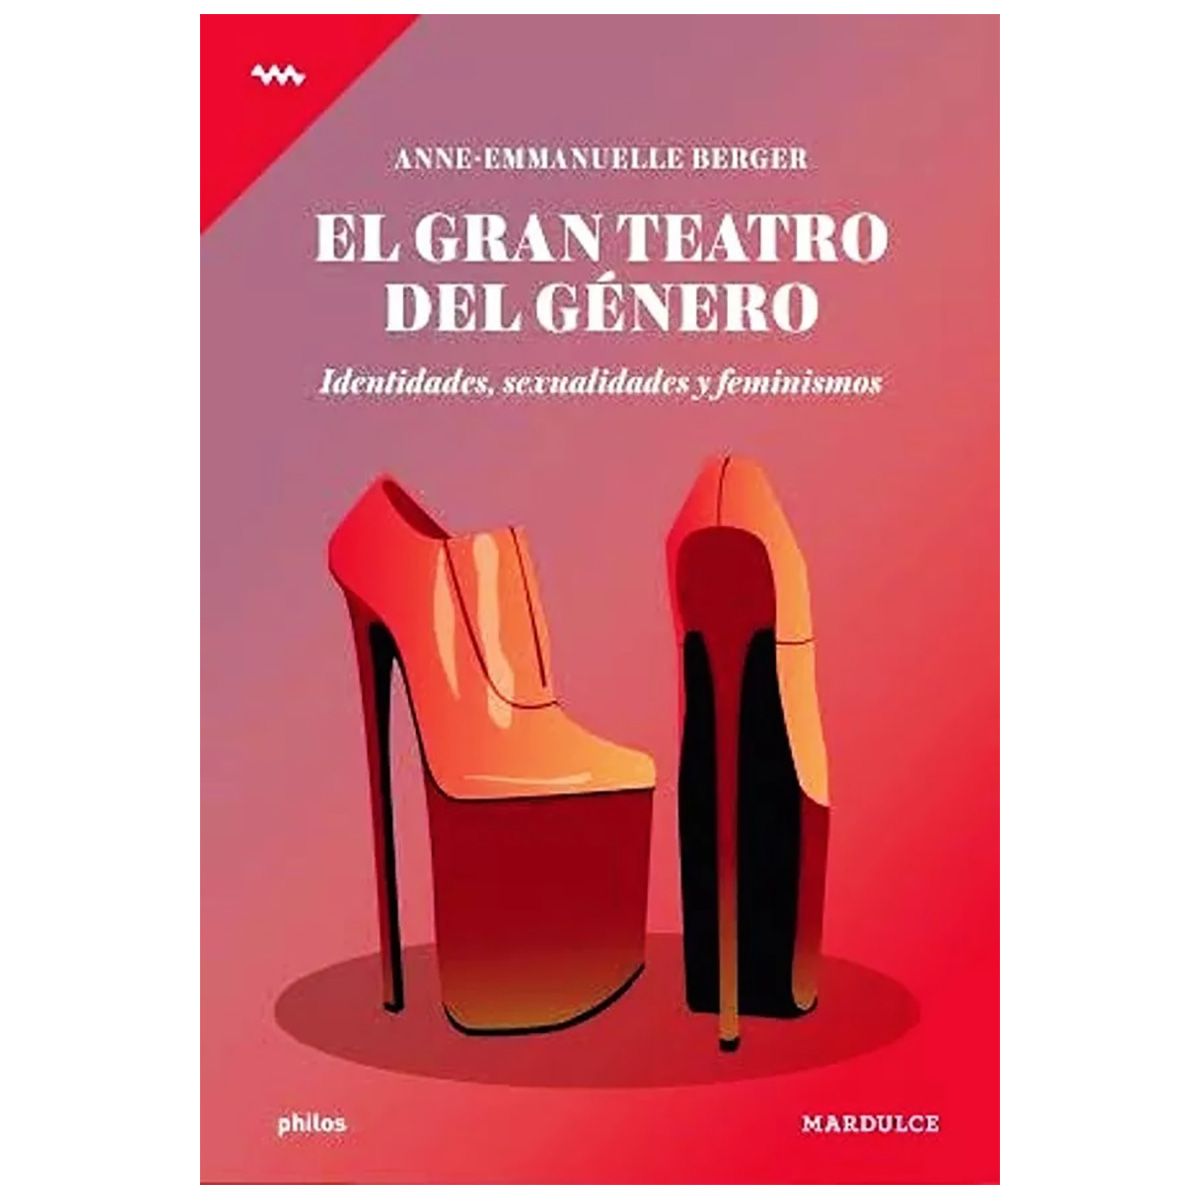 ANNE-EMMANUELLE BERGER
EL GRAN TEATRO
DEL GÉNERO
Identidades, sexualidades y feminismos
philos
MARDULCE